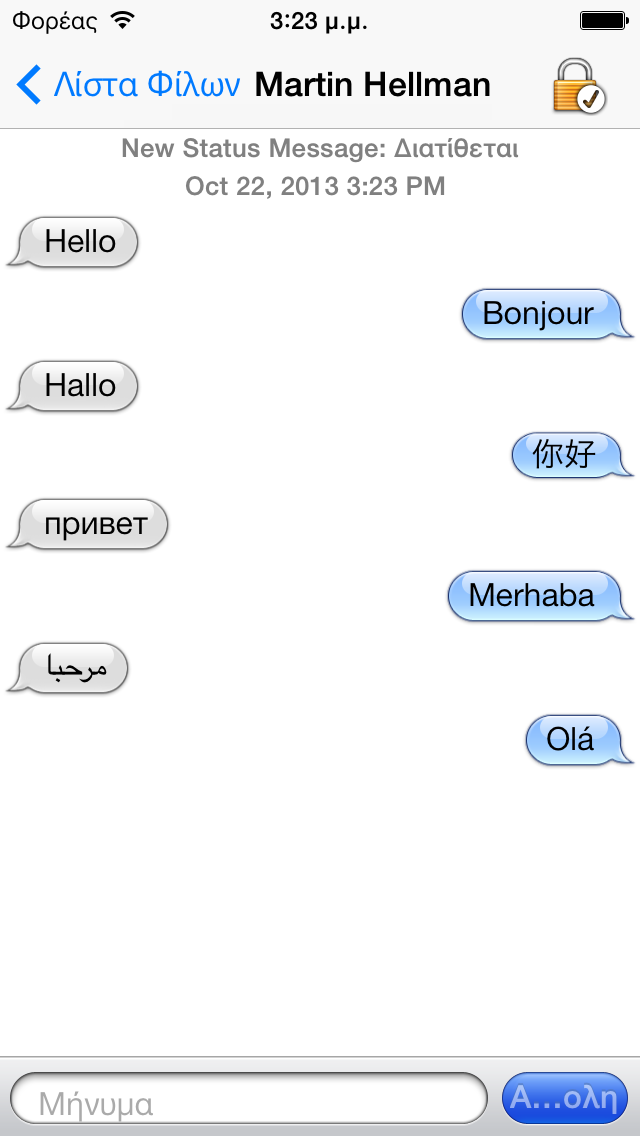 Φορέας 3:23 μ.μ.
Λίστα Φίλων Martin Hellman
New Status Message: Διατίθεται
Oct 22, 2013 3:23 PM
Hello
Bonjour
Hallo
你好
привет
Merhaba
مرحبا
Olá
Μήνυμα Α...ολη